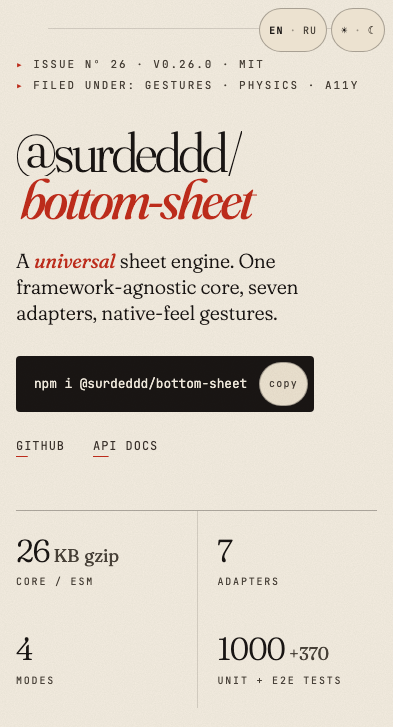 EN · RU ☀ · ☾
▸ ISSUE N° 26 · V0.26.0 · MIT
▸ FILED UNDER: GESTURES · PHYSICS · A11Y
@surdeddd/
bottom-sheet
A universal sheet engine. One
framework-agnostic core, seven
adapters, native-feel gestures.
npm i @surdeddd/bottom-sheet copy
GITHUB API DOCS
26 KB gzip 7
CORE / ESM ADAPTERS
4 1000 +370
MODES UNIT + E2E TESTS